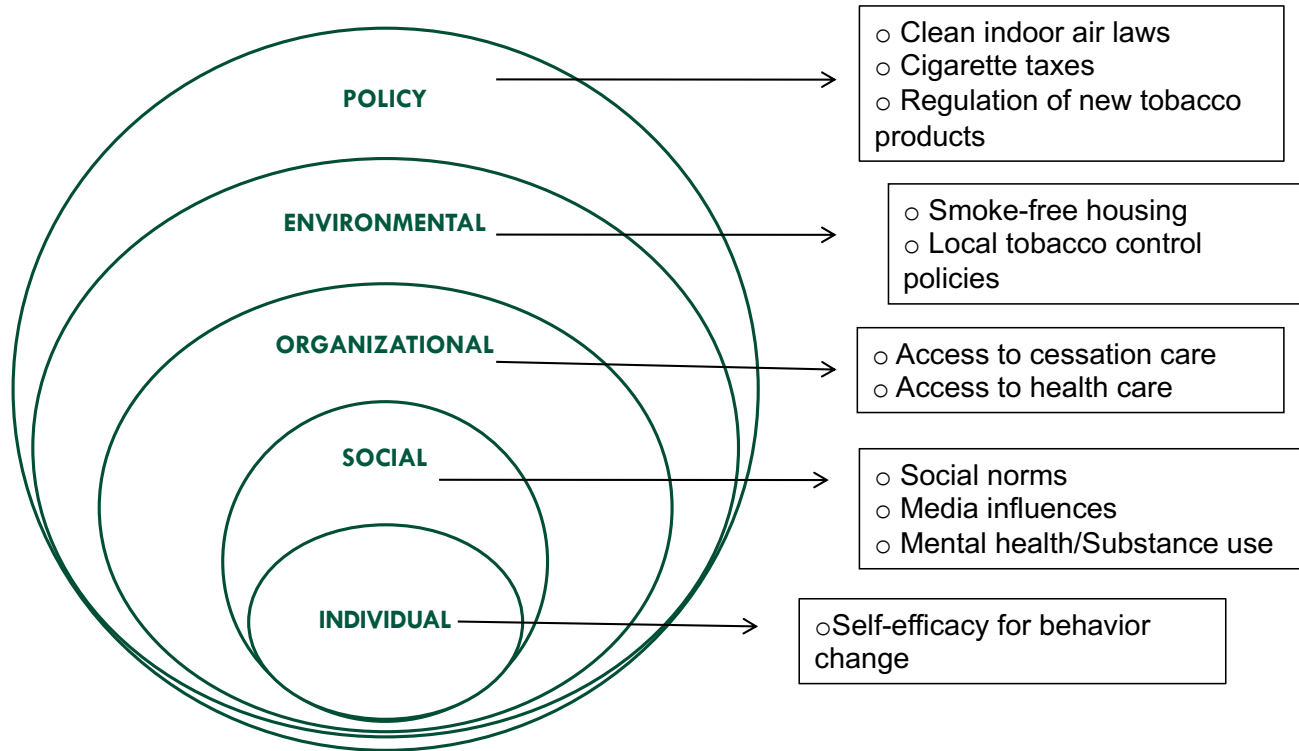 POLICY
○ Clean indoor air laws
○ Cigarette taxes
○ Regulation of new tobacco
products
ENVIRONMENTAL
○ Smoke-free housing
○ Local tobacco control
policies
ORGANIZATIONAL
○ Access to cessation care
○ Access to health care
SOCIAL
○ Social norms
○ Media influences
○ Mental health/Substance use
INDIVIDUAL
○Self-efficacy for behavior
change